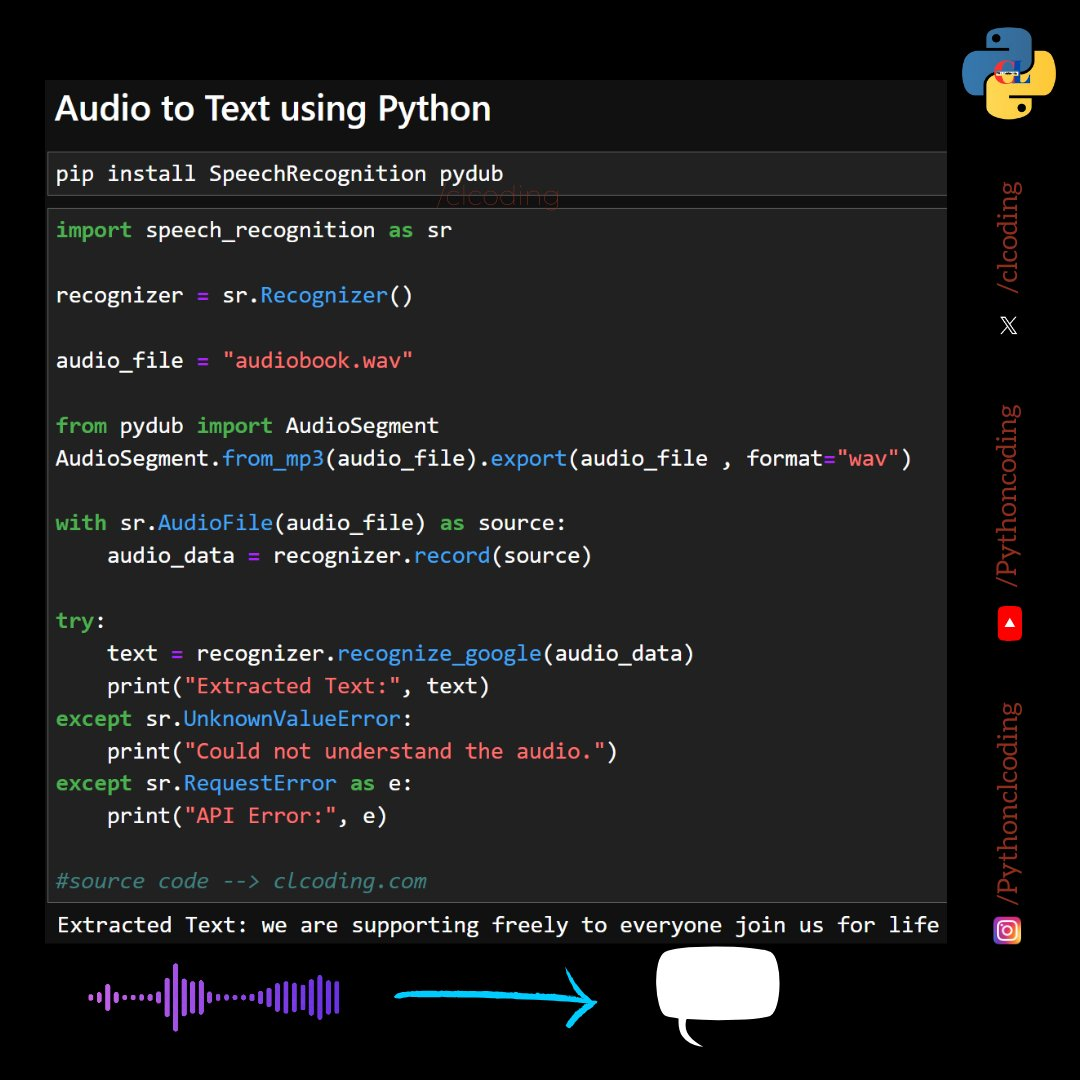 Audio to Text using Python
pip install SpeechRecognition pydub
/clcoding
import speech_recognition as sr
recognizer = sr.Recognizer()
audio_file = "audiobook.wav"
from pydub import AudioSegment
AudioSegment.from_mp3(audio_file).export(audio_file , format="wav")
with sr.AudioFile(audio_file) as source:
    audio_data = recognizer.record(source)
try:
    text = recognizer.recognize_google(audio_data)
    print("Extracted Text:", text)
except sr.UnknownValueError:
    print("Could not understand the audio.")
except sr.RequestError as e:
    print("API Error:", e)
#source code --> clcoding.com
Extracted Text: we are supporting freely to everyone join us for life
CL
/clcoding
/Pythoncoding
/Pythonclcoding